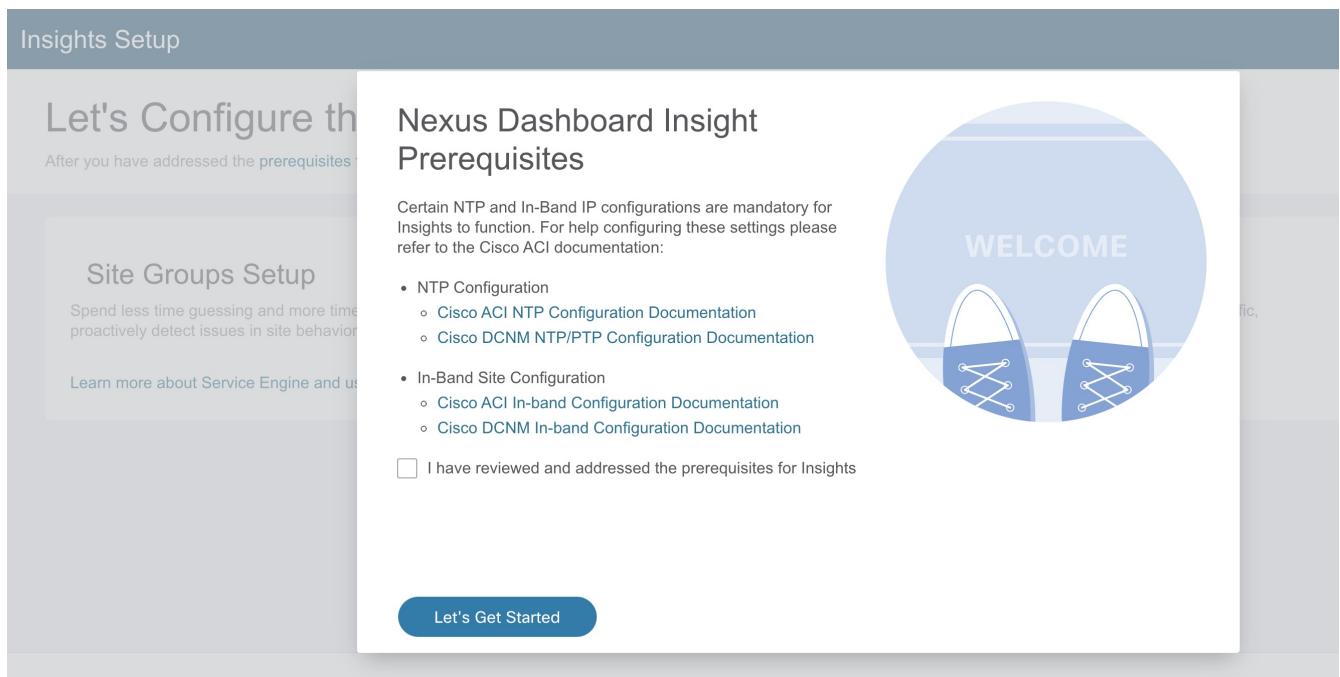 Insights Setup
Let's Configure th
After you have addressed the prerequisites
Site Groups Setup
Spend less time guessing and more time
proactively detect issues in site behavior
fic,
Learn more about Service Engine and us
Nexus Dashboard Insight
Prerequisites
Certain NTP and In-Band IP configurations are mandatory for
Insights to function. For help configuring these settings please
refer to the Cisco ACI documentation:
• NTP Configuration
Cisco ACI NTP Configuration Documentation
Cisco DCNM NTP/PTP Configuration Documentation
• In-Band Site Configuration
Cisco ACI In-band Configuration Documentation
Cisco DCNM In-band Configuration Documentation
I have reviewed and addressed the prerequisites for Insights
Let's Get Started
WELCOME